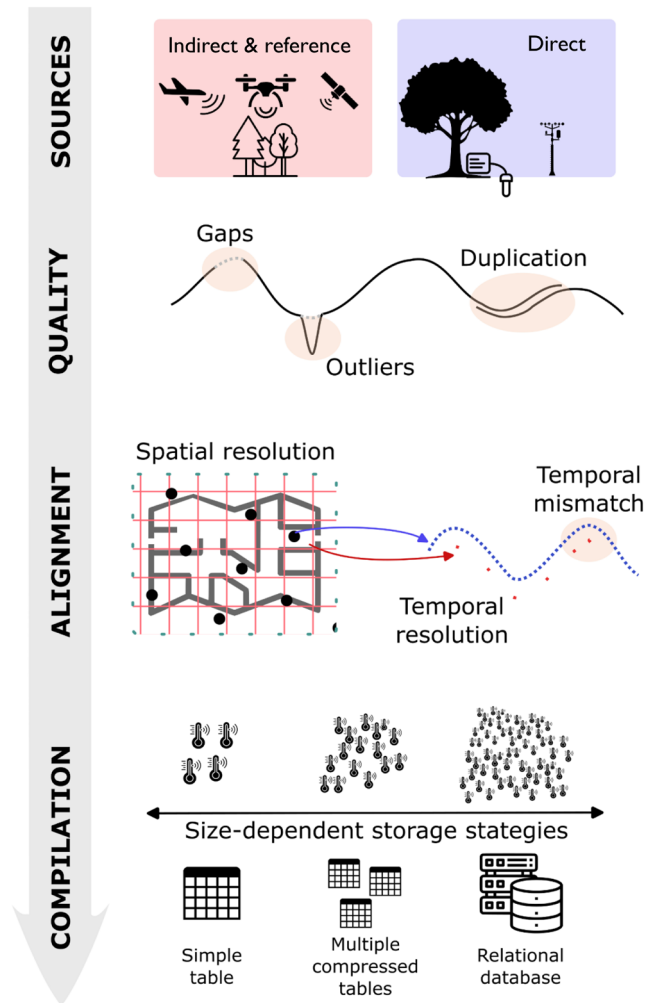 SOURCES
Indirect & reference
Direct
QUALITY
Gaps
Duplication
Outliers
ALIGNMENT
Spatial resolution
Temporal
mismatch
Temporal
resolution
COMPILATION
Size-dependent storage stategies
Simple
table
Multiple
compressed
tables
Relational
database